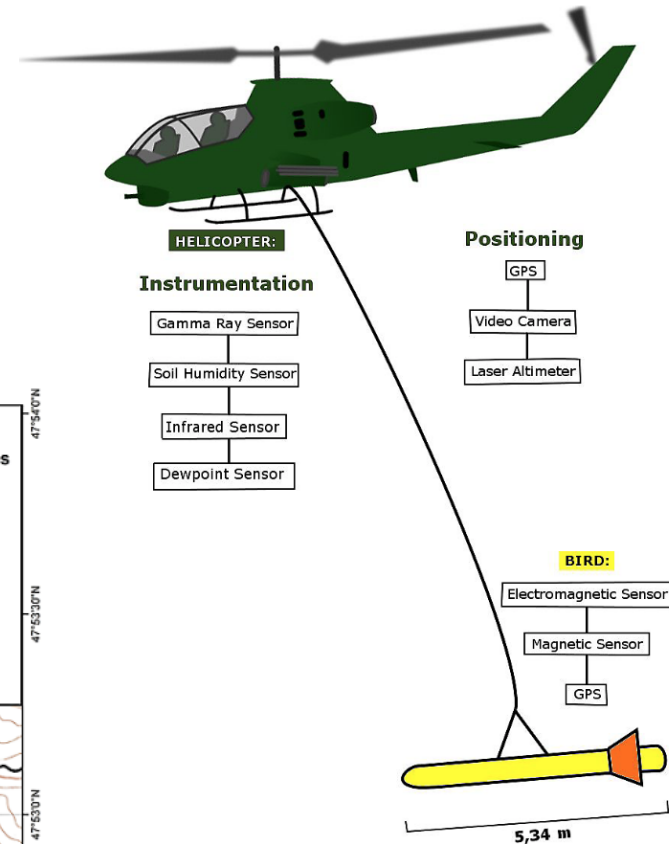 HELICOPTER:
Instrumentation
Gamma Ray Sensor
Soil Humidity Sensor
Infrared Sensor
Dewpoint Sensor
Positioning
GPS
Video Camera
Laser Altimeter
BIRD:
Electromagnetic Sensor
Magnetic Sensor
GPS
5,34 m
s
47°54'0"N
47°53'30"N
47°53'0"N